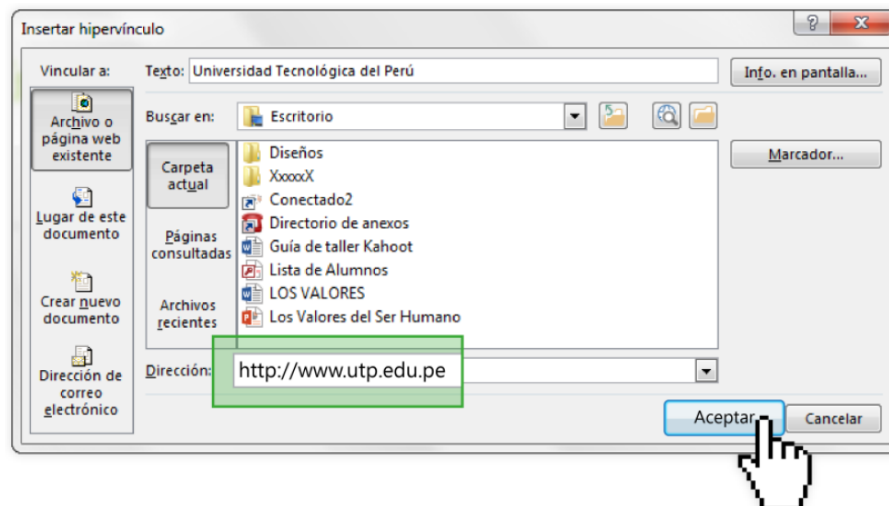 Insertar hipervínculo
Vincular a:
Texto: Universidad Tecnológica del Perú
Info. en pantalla...
Archivo o
página web
existente
Buscar en:
Escritorio
Marcador...
Carpeta
actual
Diseños
XxxxxX
Conectado2
Directorio de anexos
Guía de taller Kahoot
Lista de Alumnos
LOS VALORES
Los Valores del Ser Humano
Lugar de este
documento
Páginas
consultadas
Crear nuevo
documento
Archivos
recientes
Dirección de
correo
electrónico
Dirección:
http://www.utp.edu.pe
Aceptar
Cancelar